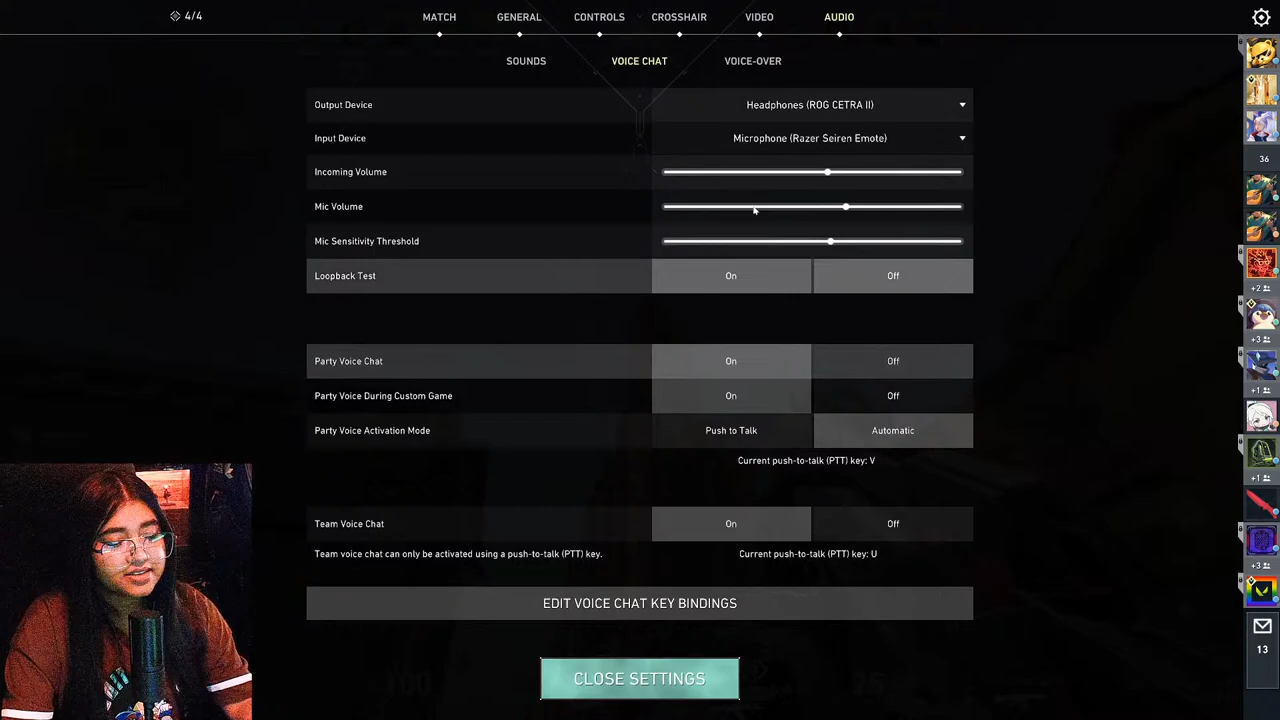 4/4
MATCH GENERAL CONTROLS CROSSHAIR VIDEO AUDIO
SOUNDS VOICE CHAT VOICE-OVER
Output Device Headphones (ROG CETRA II)
Input Device Microphone (Razer Seiren Emote)
Incoming Volume
36
Mic Volume
Mic Sensitivity Threshold
Loopback Test On Off
+2
+3
Party Voice Chat On Off
+1
Party Voice During Custom Game On Off
Party Voice Activation Mode Push to Talk Automatic
Current push-to-talk (PTT) key: V
+1
Team Voice Chat On Off
Team voice chat can only be activated using a push-to-talk (PTT) key. Current push-to-talk (PTT) key: U
+3
EDIT VOICE CHAT KEY BINDINGS
13
CLOSE SETTINGS
100